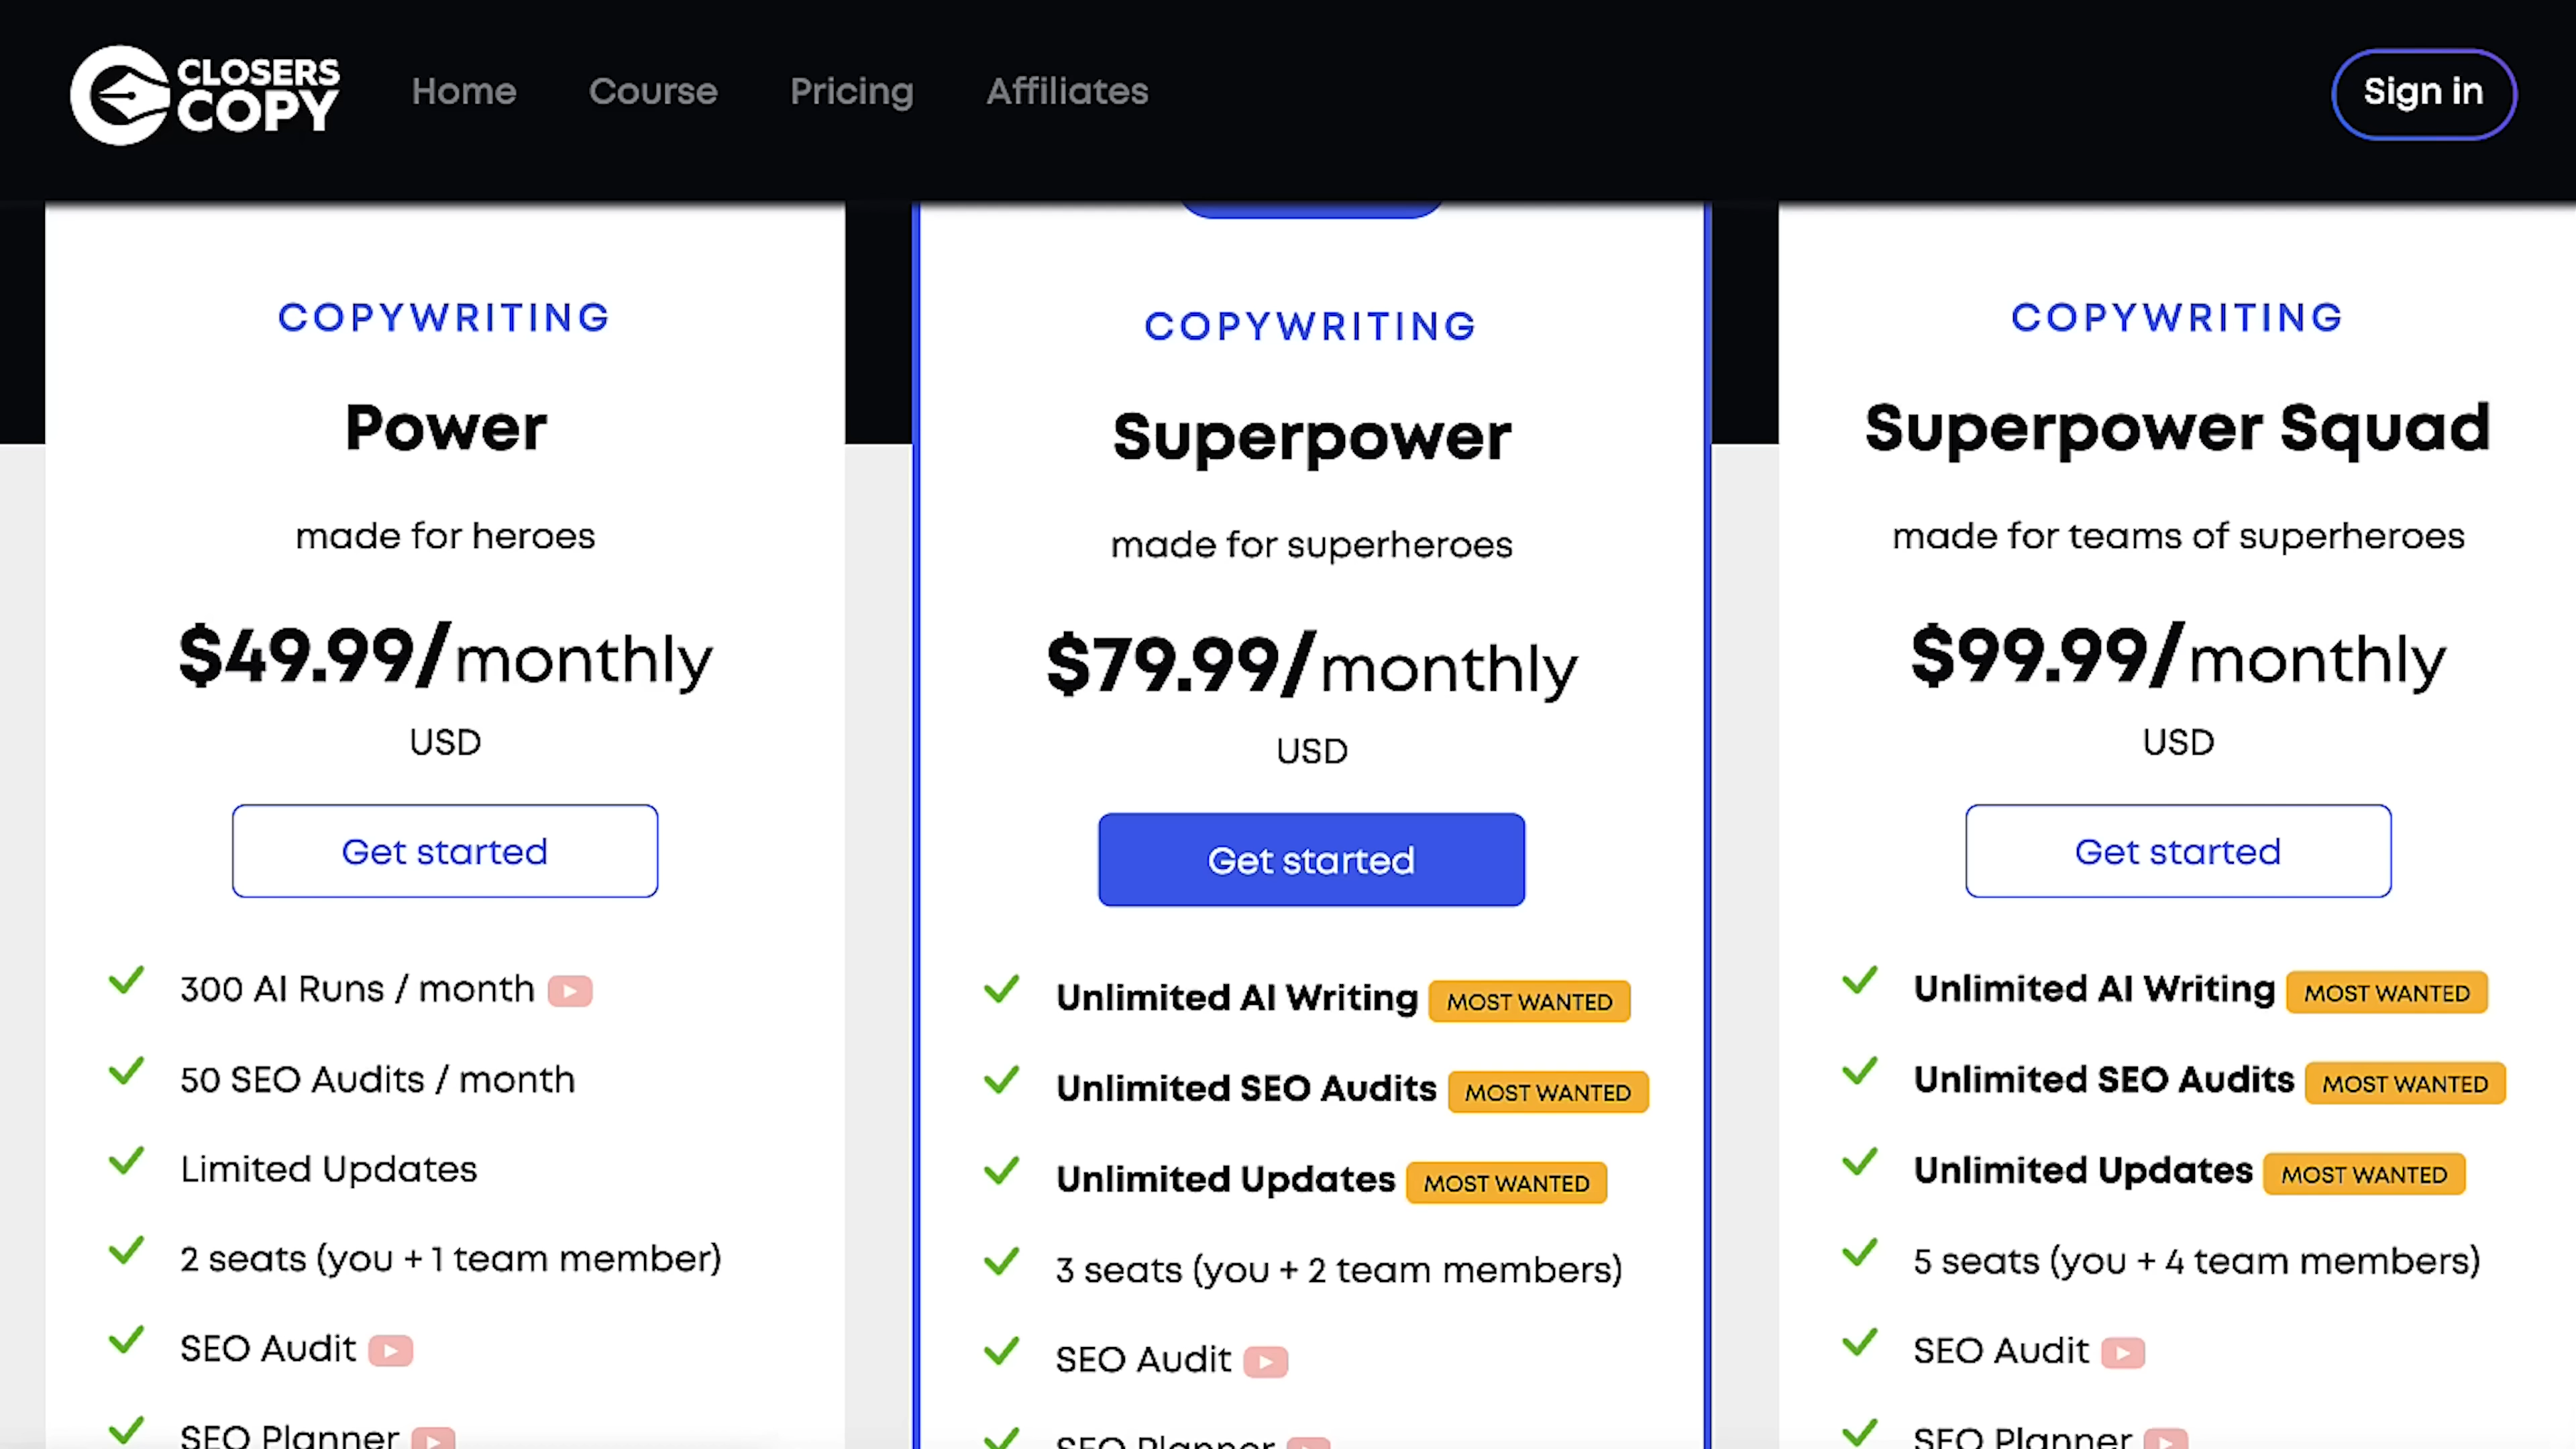 CLOSERS COPY
Home Course Pricing Affiliates
Sign in
COPYWRITING
Power
made for heroes
$49.99/monthly
USD
Get started
300 AI Runs / month
50 SEO Audits / month
Limited Updates
2 seats (you + 1 team member)
SEO Audit
SEO Planner
COPYWRITING
Superpower
made for superheroes
$79.99/monthly
USD
Get started
Unlimited AI Writing MOST WANTED
Unlimited SEO Audits MOST WANTED
Unlimited Updates MOST WANTED
3 seats (you + 2 team members)
SEO Audit
SEO Planner
COPYWRITING
Superpower Squad
made for teams of superheroes
$99.99/monthly
USD
Get started
Unlimited AI Writing MOST WANTED
Unlimited SEO Audits MOST WANTED
Unlimited Updates MOST WANTED
5 seats (you + 4 team members)
SEO Audit
SEO Planner